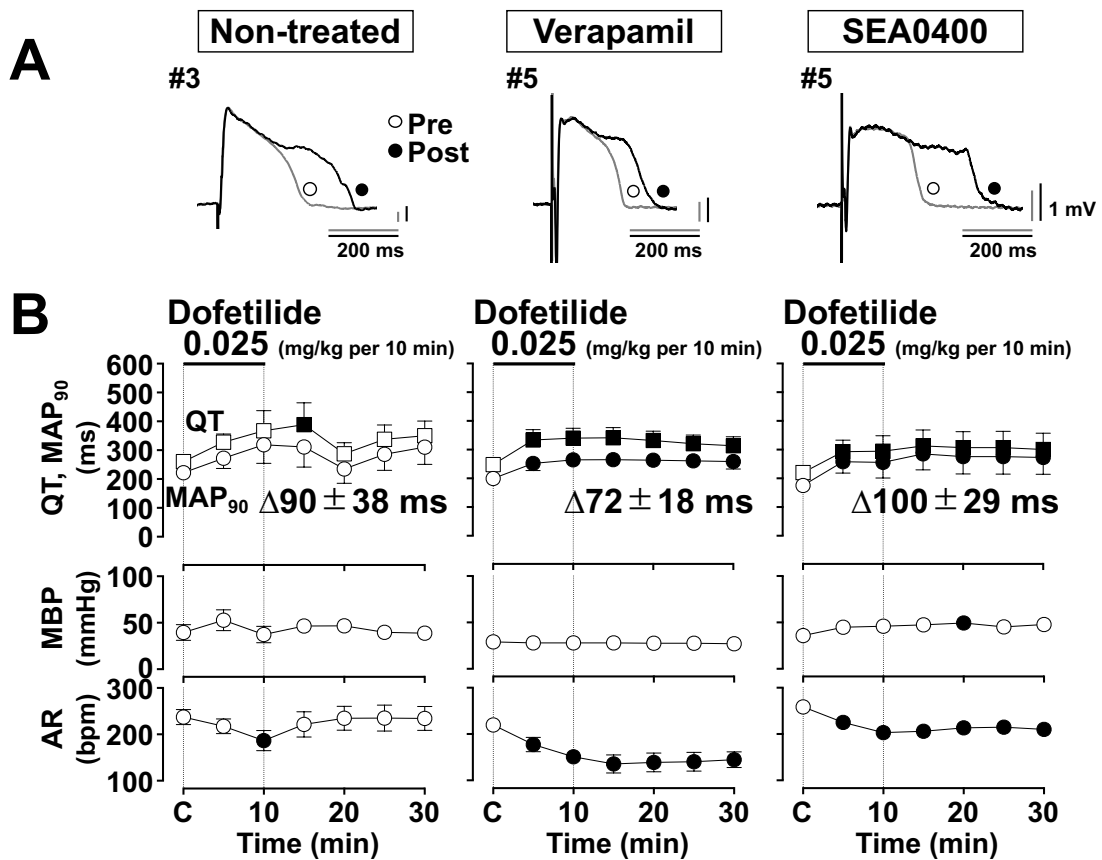 A
Non-treated
Verapamil
SEA0400
#3
#5
#5
Pre
Post
200 ms
200 ms
200 ms
1 mV
B
Dofetilide
0.025 (mg/kg per 10 min)
Dofetilide
0.025 (mg/kg per 10 min)
Dofetilide
0.025 (mg/kg per 10 min)
QT, MAP90
(ms)
600
500
400
300
200
100
0
QT
MAP90
Δ90 ± 38 ms
Δ72 ± 18 ms
Δ100 ± 29 ms
MBP
(mmHg)
100
50
0
AR
(bpm)
300
200
100
C 10 20 30
C 10 20 30
C 10 20 30
Time (min)
Time (min)
Time (min)